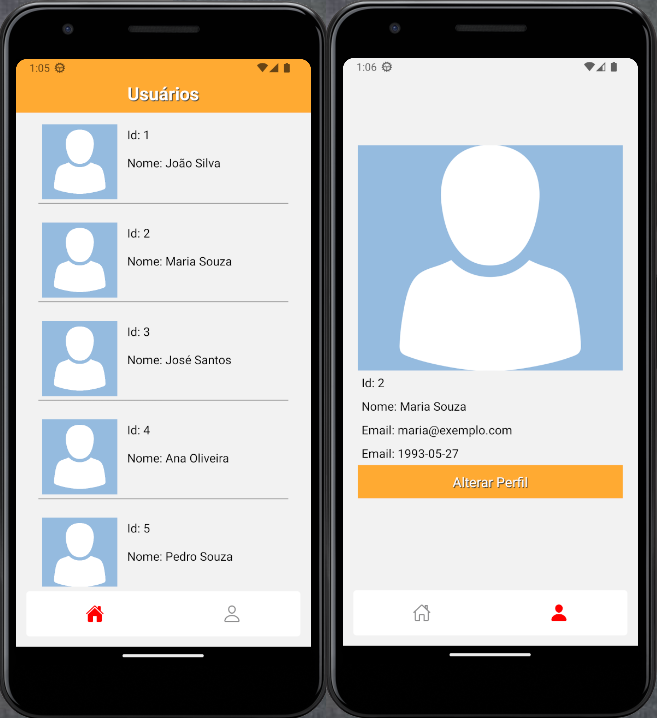 1:05
Usuários
Id: 1
Nome: João Silva
Id: 2
Nome: Maria Souza
Id: 3
Nome: José Santos
Id: 4
Nome: Ana Oliveira
Id: 5
Nome: Pedro Souza
1:06
Id: 2
Nome: Maria Souza
Email: maria@exemplo.com
Email: 1993-05-27
Alterar Perfil